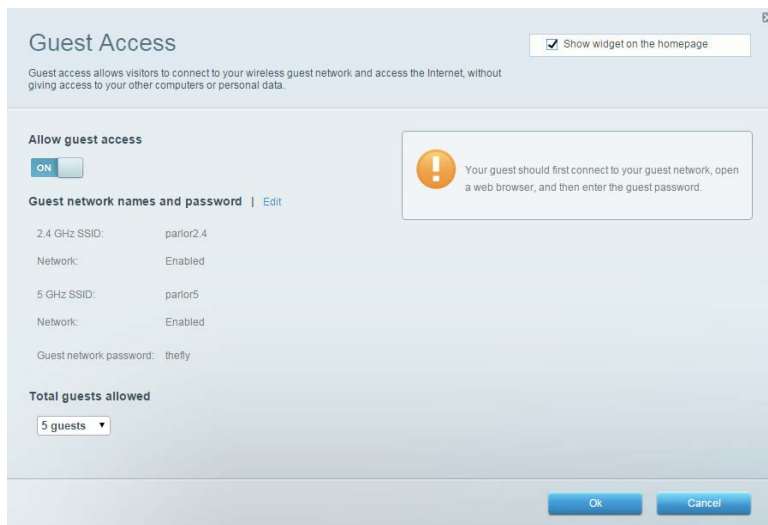 Guest Access
Show widget on the homepage
Guest access allows visitors to connect to your wireless guest network and access the Internet, without
giving access to your other computers or personal data.
Allow guest access
ON
Your guest should first connect to your guest network, open
a web browser, and then enter the guest password.
Guest network names and password | Edit
2.4 GHz SSID: parlor2.4
Network: Enabled
5 GHz SSID: parlor5
Network: Enabled
Guest network password: thefly
Total guests allowed
5 guests
Ok Cancel